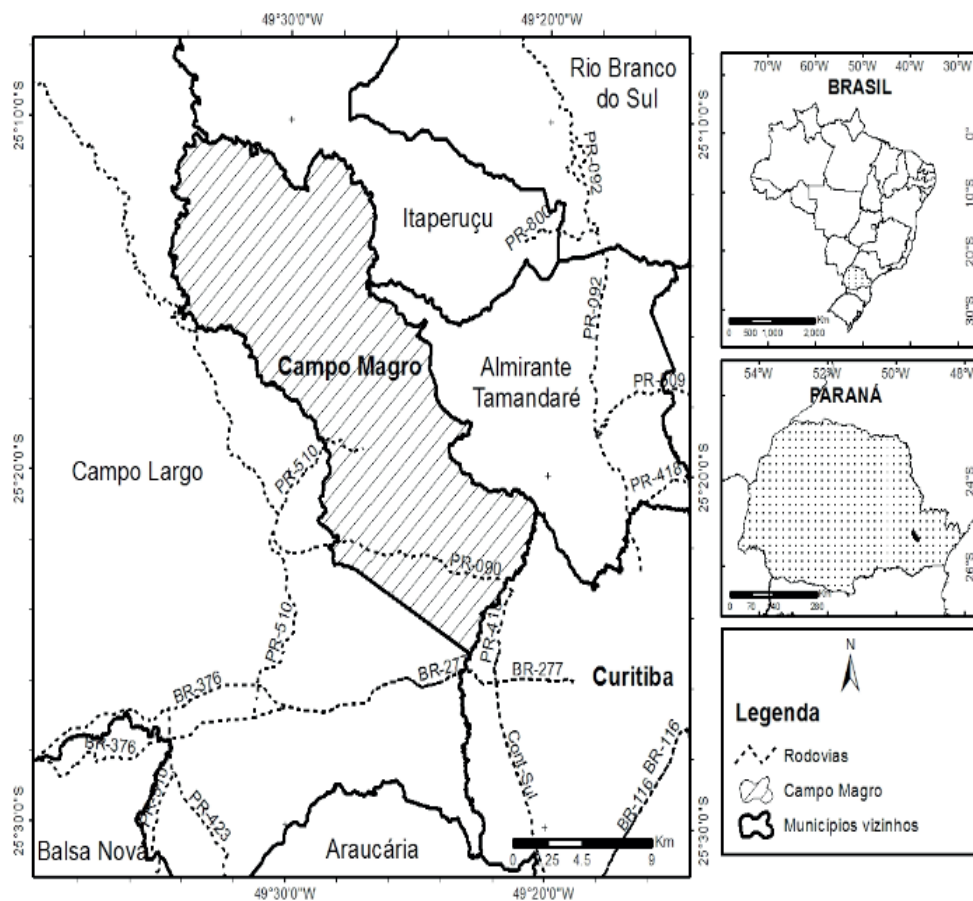 49°30'0"W
49°20'0"W
25°10'0"S
25°10'0"S
Rio Branco
do Sul
PR-092
Itaperuçu
PR-800
PR-092
Campo Magro
Almirante
Tamandaré
PR-509
Campo Largo
PR-510
25°20'0"S
25°20'0"S
PR-418
PR-090
PR-510
PR-418
BR-277
BR-277
Curitiba
BR-376
BR-376
Cont-Sul
BR-116
BR-116
PR-510
PR-423
25°30'0"S
25°30'0"S
Balsa Nova
Araucária
Km
0
2.25
4.5
9
49°30'0"W
49°20'0"W
70°W 60°W 50°W 40°W 30°W
BRASIL
0°
10°S
20°S
30°S
Km
0 500 1,000 2,000
54°W 52°W 50°W 48°W
PARANÁ
24°S
26°S
Km
0 70 140 280
N
Legenda
Rodovias
Campo Magro
Municípios vizinhos